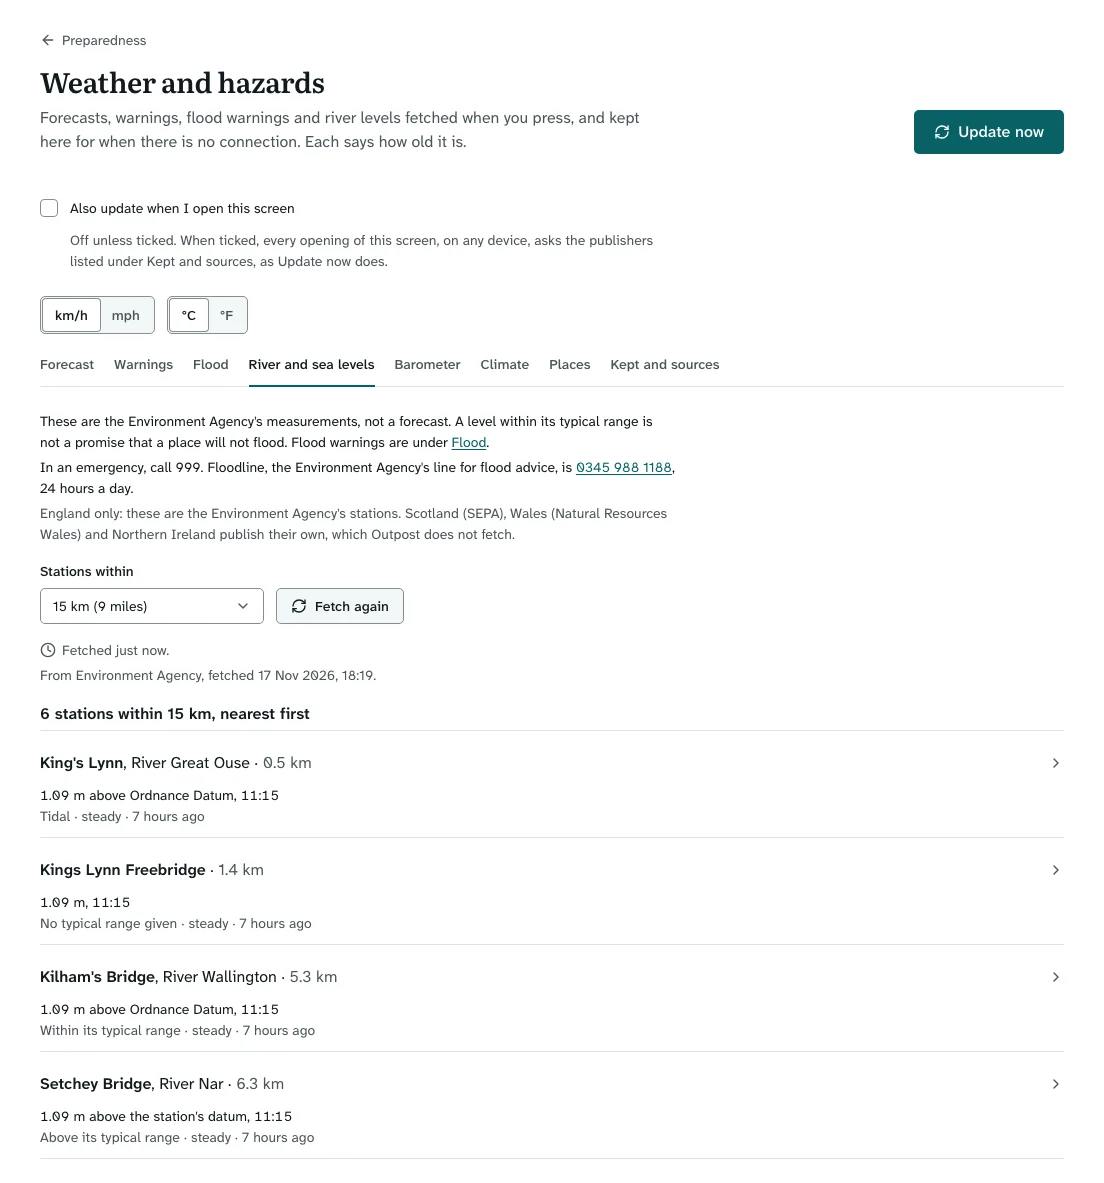 Preparedness
Weather and hazards
Forecasts, warnings, flood warnings and river levels fetched when you press, and kept
here for when there is no connection. Each says how old it is.
Update now
Also update when I open this screen
Off unless ticked. When ticked, every opening of this screen, on any device, asks the publishers
listed under Kept and sources, as Update now does.
km/h mph °C °F
Forecast Warnings Flood River and sea levels Barometer Climate Places Kept and sources
These are the Environment Agency's measurements, not a forecast. A level within its typical range is
not a promise that a place will not flood. Flood warnings are under Flood.
In an emergency, call 999. Floodline, the Environment Agency's line for flood advice, is 0345 988 1188,
24 hours a day.
England only: these are the Environment Agency's stations. Scotland (SEPA), Wales (Natural Resources
Wales) and Northern Ireland publish their own, which Outpost does not fetch.
Stations within
15 km (9 miles) Fetch again
Fetched just now.
From Environment Agency, fetched 17 Nov 2026, 18:19.
6 stations within 15 km, nearest first
King's Lynn, River Great Ouse · 0.5 km
1.09 m above Ordnance Datum, 11:15
Tidal · steady · 7 hours ago
Kings Lynn Freebridge · 1.4 km
1.09 m, 11:15
No typical range given · steady · 7 hours ago
Kilham's Bridge, River Wallington · 5.3 km
1.09 m above Ordnance Datum, 11:15
Within its typical range · steady · 7 hours ago
Setchey Bridge, River Nar · 6.3 km
1.09 m above the station's datum, 11:15
Above its typical range · steady · 7 hours ago